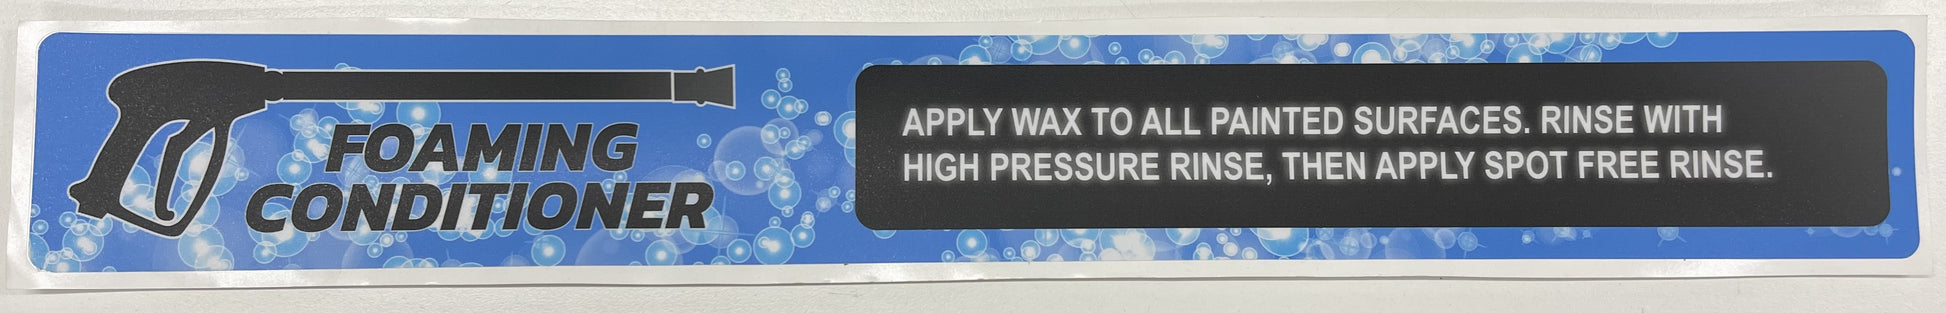 FOAMING
CONDITIONER
APPLY WAX TO ALL PAINTED SURFACES. RINSE WITH
HIGH PRESSURE RINSE, THEN APPLY SPOT FREE RINSE.